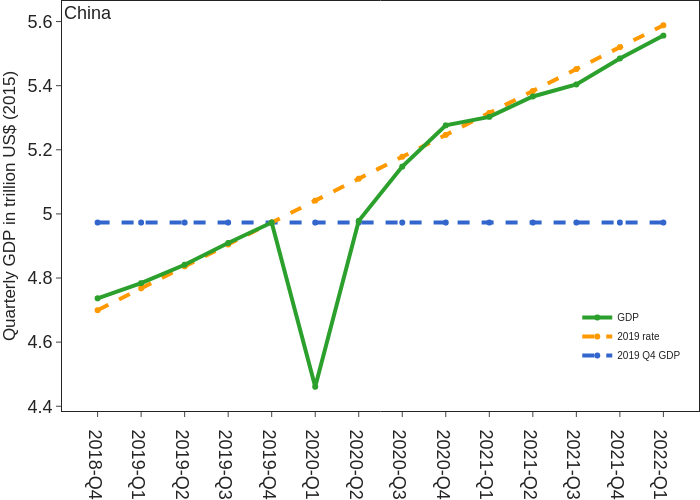 China
Quarterly GDP in trillion US$ (2015)
5.6
5.4
5.2
5
4.8
4.6
4.4
GDP
2019 rate
2019 Q4 GDP
2018-Q4
2019-Q1
2019-Q2
2019-Q3
2019-Q4
2020-Q1
2020-Q2
2020-Q3
2020-Q4
2021-Q1
2021-Q2
2021-Q3
2021-Q4
2022-Q1